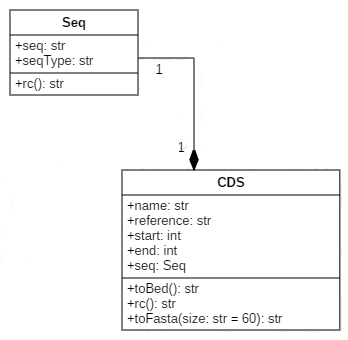 Seq
+seq: str
+seqType: str
+rc(): str
1
1
CDS
+name: str
+reference: str
+start: int
+end: int
+seq: Seq
+toBed(): str
+rc(): str
+toFasta(size: str = 60): str